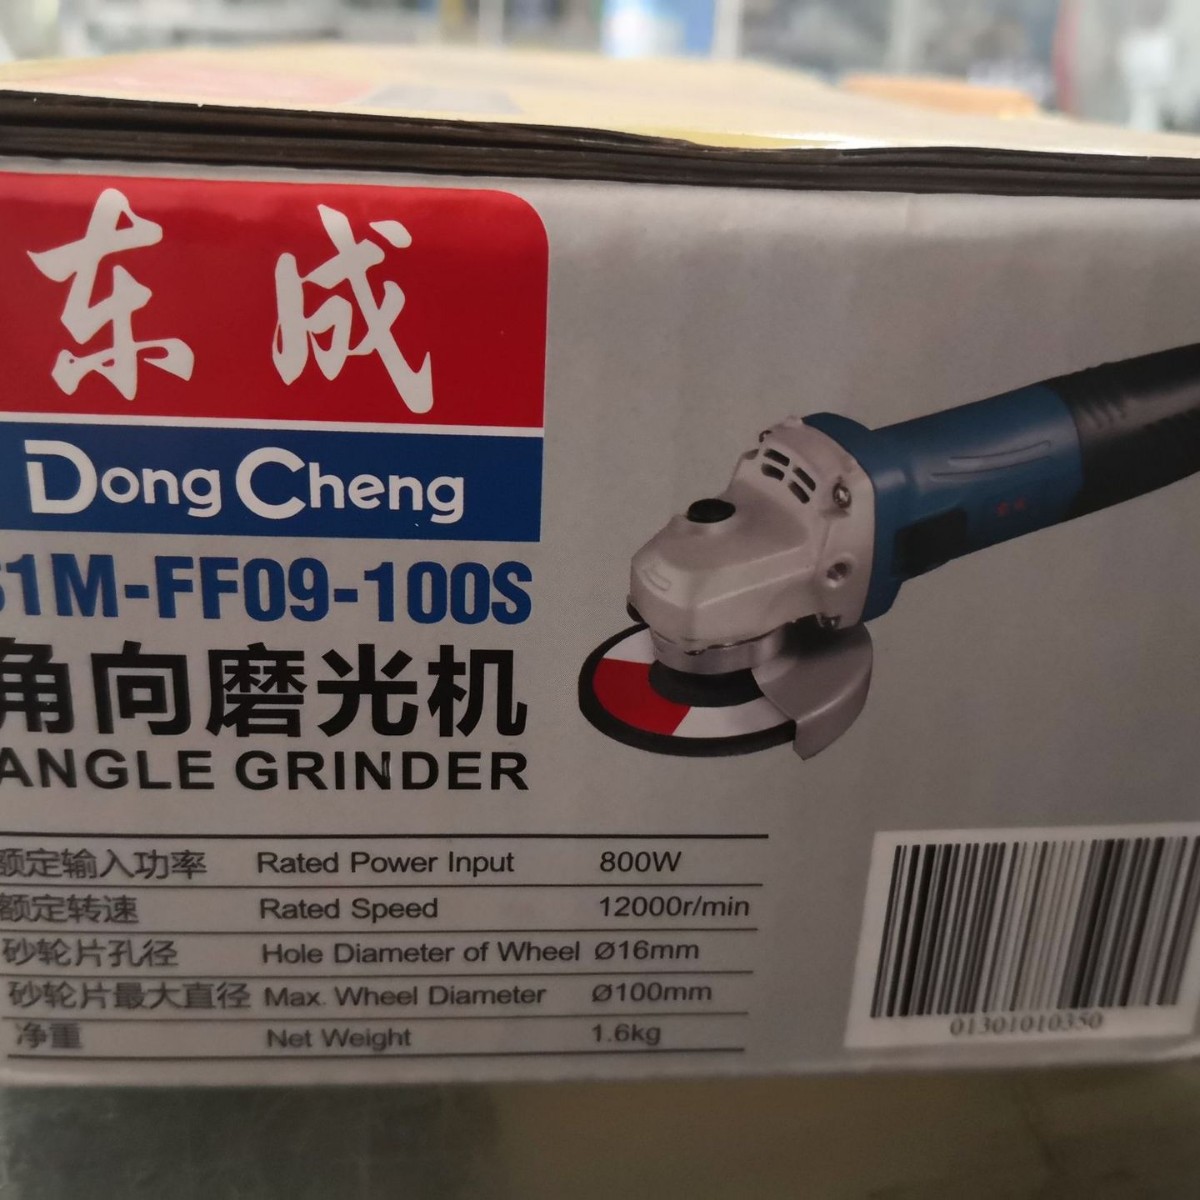 东成
DongCheng
S1M-FF09-100S
角向磨光机
ANGLE GRINDER
额定输入功率 Rated Power Input 800W
额定转速 Rated Speed 12000r/min
砂轮片孔径 Hole Diameter of Wheel Ø16mm
砂轮片最大直径 Max. Wheel Diameter Ø100mm
净重 Net Weight 1.6kg
01301010350